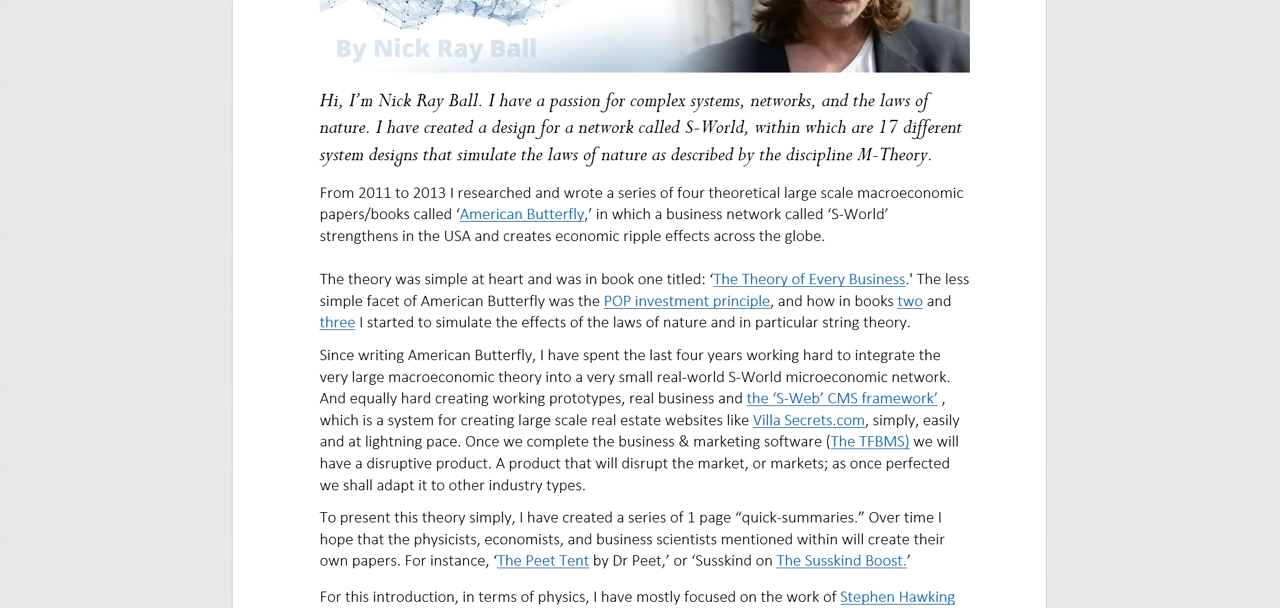 By Nick Ray Ball
Hi, I’m Nick Ray Ball. I have a passion for complex systems, networks, and the laws of
nature. I have created a design for a network called S-World, within which are 17 different
system designs that simulate the laws of nature as described by the discipline M-Theory.
From 2011 to 2013 I researched and wrote a series of four theoretical large scale macroeconomic
papers/books called ‘American Butterfly,’ in which a business network called ‘S-World’
strengthens in the USA and creates economic ripple effects across the globe.
The theory was simple at heart and was in book one titled: ‘The Theory of Every Business.' The less
simple facet of American Butterfly was the POP investment principle, and how in books two and
three I started to simulate the effects of the laws of nature and in particular string theory.
Since writing American Butterfly, I have spent the last four years working hard to integrate the
very large macroeconomic theory into a very small real-world S-World microeconomic network.
And equally hard creating working prototypes, real business and the ‘S-Web’ CMS framework’ ,
which is a system for creating large scale real estate websites like Villa Secrets.com, simply, easily
and at lightning pace. Once we complete the business & marketing software (The TFBMS) we will
have a disruptive product. A product that will disrupt the market, or markets; as once perfected
we shall adapt it to other industry types.
To present this theory simply, I have created a series of 1 page “quick-summaries.” Over time I
hope that the physicists, economists, and business scientists mentioned within will create their
own papers. For instance, ‘The Peet Tent by Dr Peet,’ or ‘Susskind on The Susskind Boost.’
For this introduction, in terms of physics, I have mostly focused on the work of Stephen Hawking